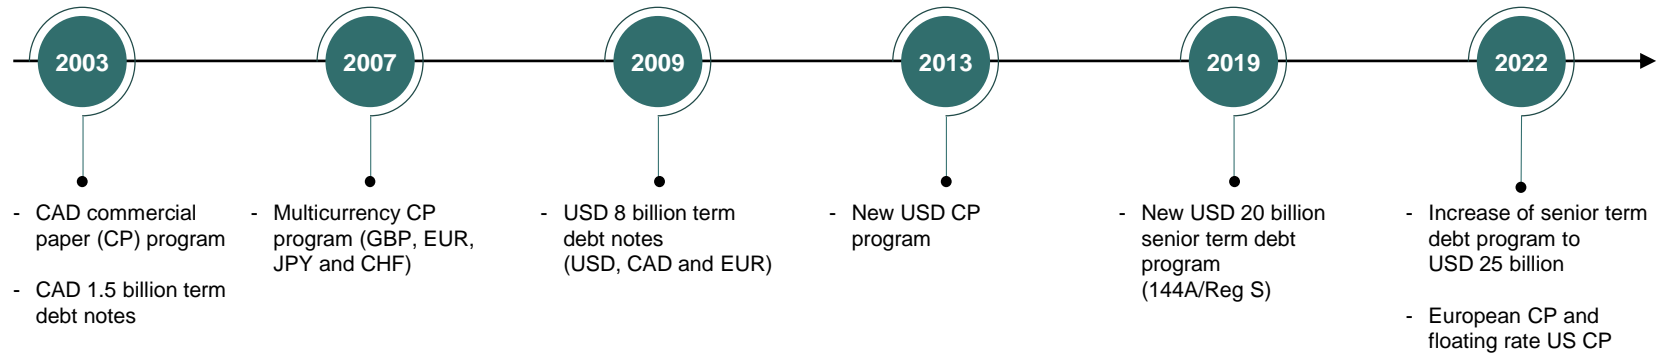 2003
2007
2009
2013
2019
2022
- CAD commercial
paper (CP) program
- CAD 1.5 billion term
debt notes
- Multicurrency CP
program (GBP, EUR,
JPY and CHF)
- USD 8 billion term
debt notes
(USD, CAD and EUR)
- New USD CP
program
- New USD 20 billion
senior term debt
program
(144A/Reg S)
- Increase of senior term
debt program to
USD 25 billion
- European CP and
floating rate US CP